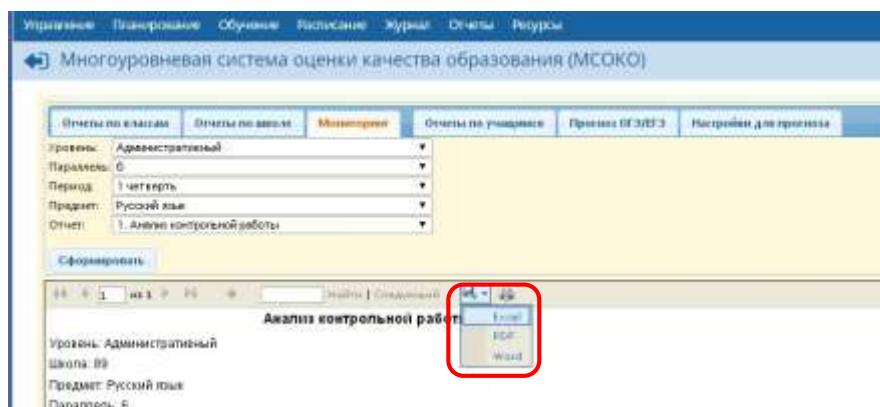 Управление Планирование Обучение Расписание Журнал Отчеты Ресурсы
Многоуровневая система оценки качества образования (МСОКО)
Отчеты по классам Отчеты по школе Мониторинг Отчеты по учащимся Прогноз ОГЭ/ЕГЭ Настройки для прогноза
Уровень: Административный
Параллель: 6
Период: 1 четверть
Предмет: Русский язык
Отчет: 1. Анализ контрольной работы
Сформировать
1 из 1 Найти | Следующий
Анализ контрольной работ
Excel
PDF
Word
Уровень: Административный
Школа: 89
Предмет: Русский язык
Параллель: 6